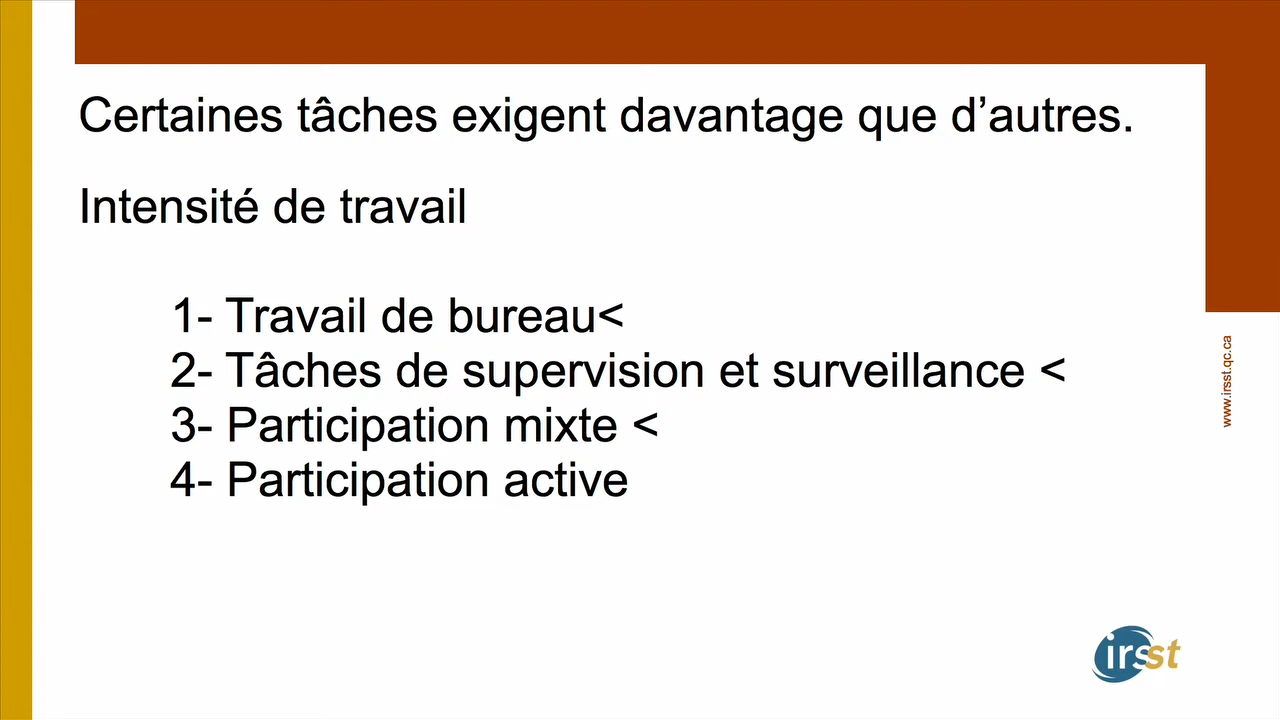 Certaines tâches exigent davantage que d’autres.
Intensité de travail
1- Travail de bureau<
2- Tâches de supervision et surveillance <
3- Participation mixte <
4- Participation active
www.irsst.qc.ca
irsst